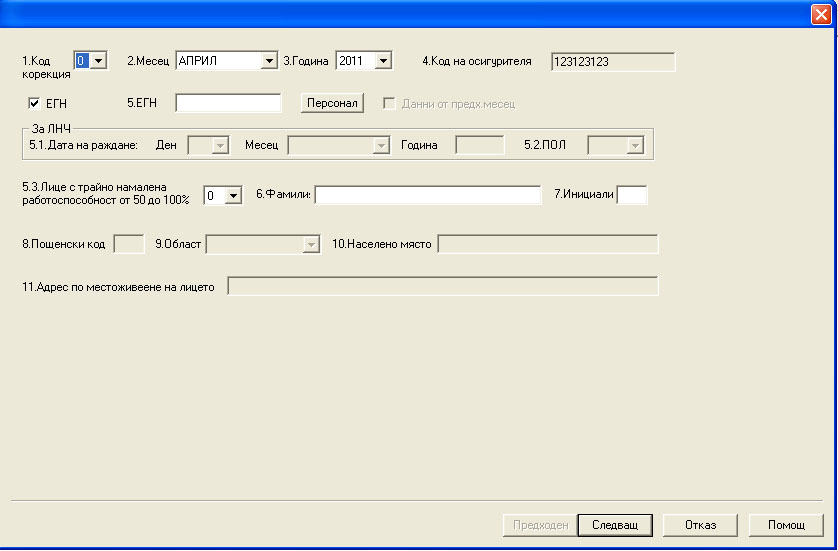 1.Код корекция 0 2.Месец АПРИЛ 3.Година 2011 4.Код на осигурителя 123123123
ЕГН 5.ЕГН Персонал Данни от предх.месец
За ЛНЧ
5.1.Дата на раждане: Ден Месец Година 5.2.ПОЛ
5.3.Лице с трайно намалена
работоспособност от 50 до 100% 0 6.Фамили: 7.Инициали
8.Пощенски код 9.Област 10.Населено място
11.Адрес по местоживеене на лицето
Предходен Следващ Отказ Помощ